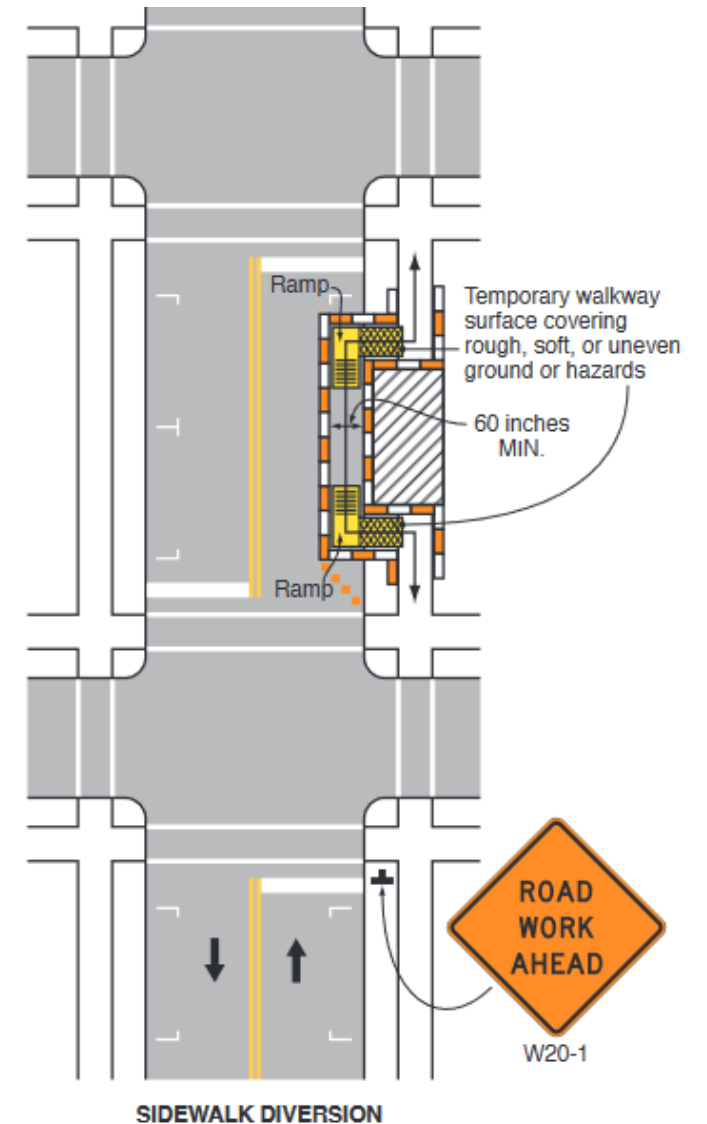 Ramp
Temporary walkway
surface covering
rough, soft, or uneven
ground or hazards
60 inches
MIN.
Ramp
ROAD
WORK
AHEAD
W20-1
SIDEWALK DIVERSION